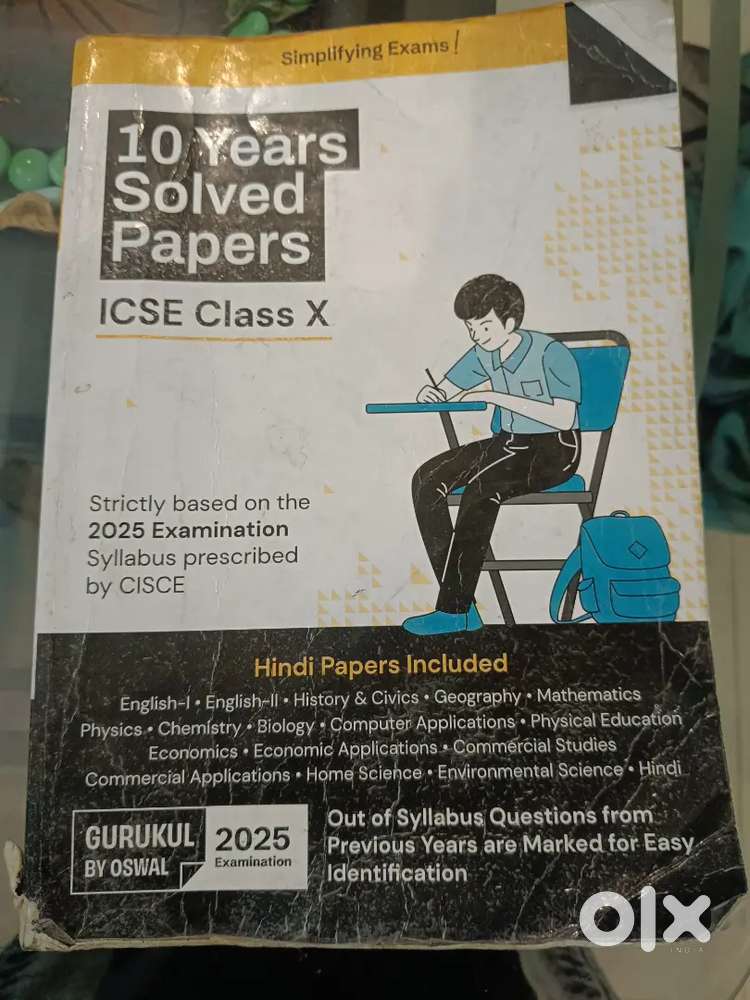 Simplifying Exams!
10 Years
Solved
Papers
ICSE Class X
Strictly based on the
2025 Examination
Syllabus prescribed
by CISCE
Hindi Papers Included
English-I • English-II • History & Civics • Geography • Mathematics
Physics • Chemistry • Biology • Computer Applications • Physical Education
Economics • Economic Applications • Commercial Studies
Commercial Applications • Home Science • Environmental Science • Hindi
GURUKUL
BY OSWAL
2025
Examination
Out of Syllabus Questions from
Previous Years are Marked for Easy
Identification
olx
INDIA